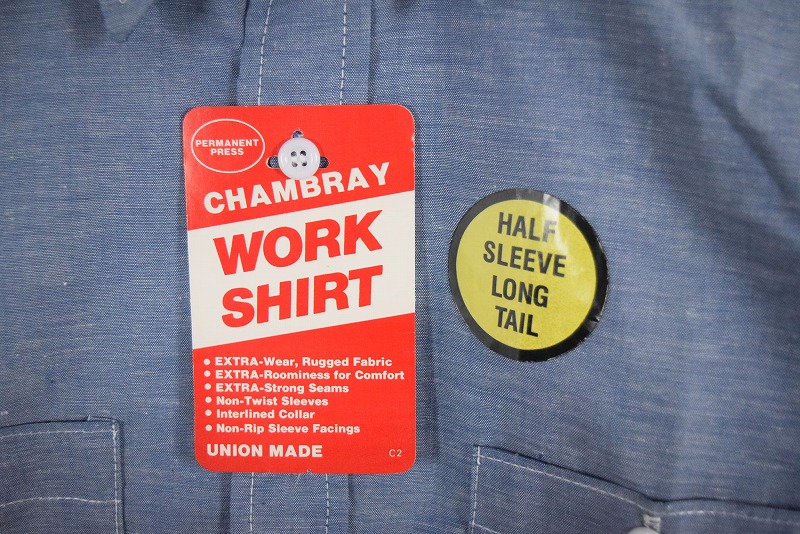 PERMANENT
PRESS
CHAMBRAY
WORK
SHIRT
• EXTRA-Wear, Rugged Fabric
• EXTRA-Roominess for Comfort
• EXTRA-Strong Seams
• Non-Twist Sleeves
• Interlined Collar
• Non-Rip Sleeve Facings
UNION MADE C2
HALF
SLEEVE
LONG
TAIL